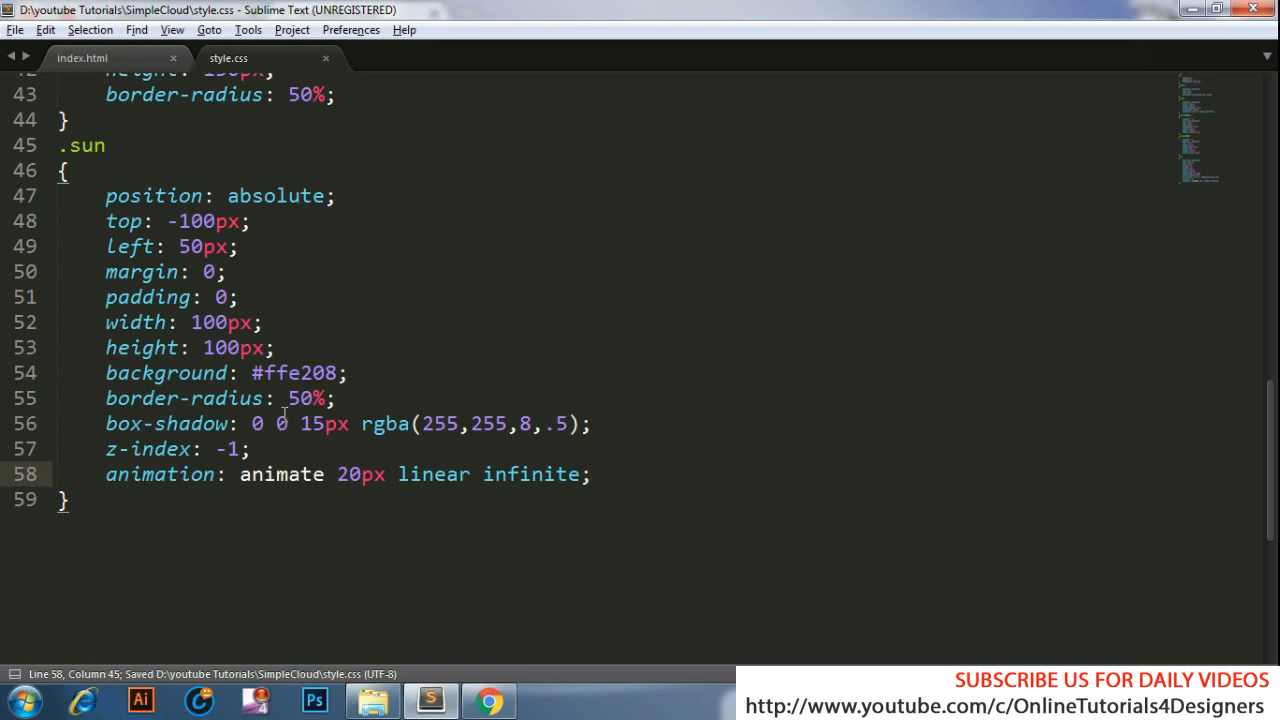 D:\youtube Tutorials\SimpleCloud\style.css - Sublime Text (UNREGISTERED)
File Edit Selection Find View Goto Tools Project Preferences Help
index.html × style.css ×
43 border-radius: 50%;
44 }
45 .sun
46 {
47 position: absolute;
48 top: -100px;
49 left: 50px;
50 margin: 0;
51 padding: 0;
52 width: 100px;
53 height: 100px;
54 background: #ffe208;
55 border-radius: 50%;
56 box-shadow: 0 0 15px rgba(255,255,8,.5);
57 z-index: -1;
58 animation: animate 20px linear infinite;
59 }
Line 58, Column 45; Saved D:\youtube Tutorials\SimpleCloud\style.css (UTF-8)
SUBSCRIBE US FOR DAILY VIDEOS
Ai Ps
http://www.youtube.com/c/OnlineTutorials4Designers